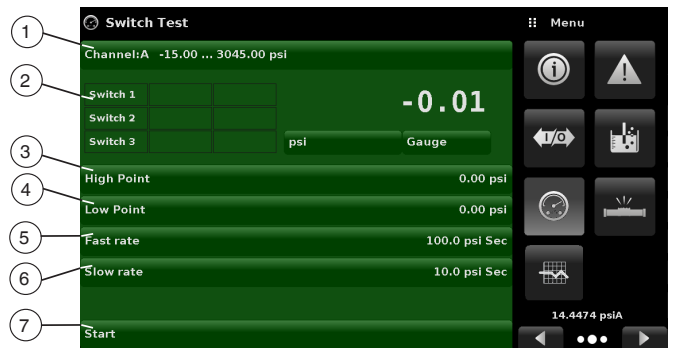 Switch Test
Menu
1
Channel:A -15.00 ... 3045.00 psi
2
Switch 1
Switch 2
Switch 3
-0.01
psi
Gauge
I/O
3
High Point 0.00 psi
4
Low Point 0.00 psi
5
Fast rate 100.0 psi Sec
6
Slow rate 10.0 psi Sec
14.4474 psiA
7
Start